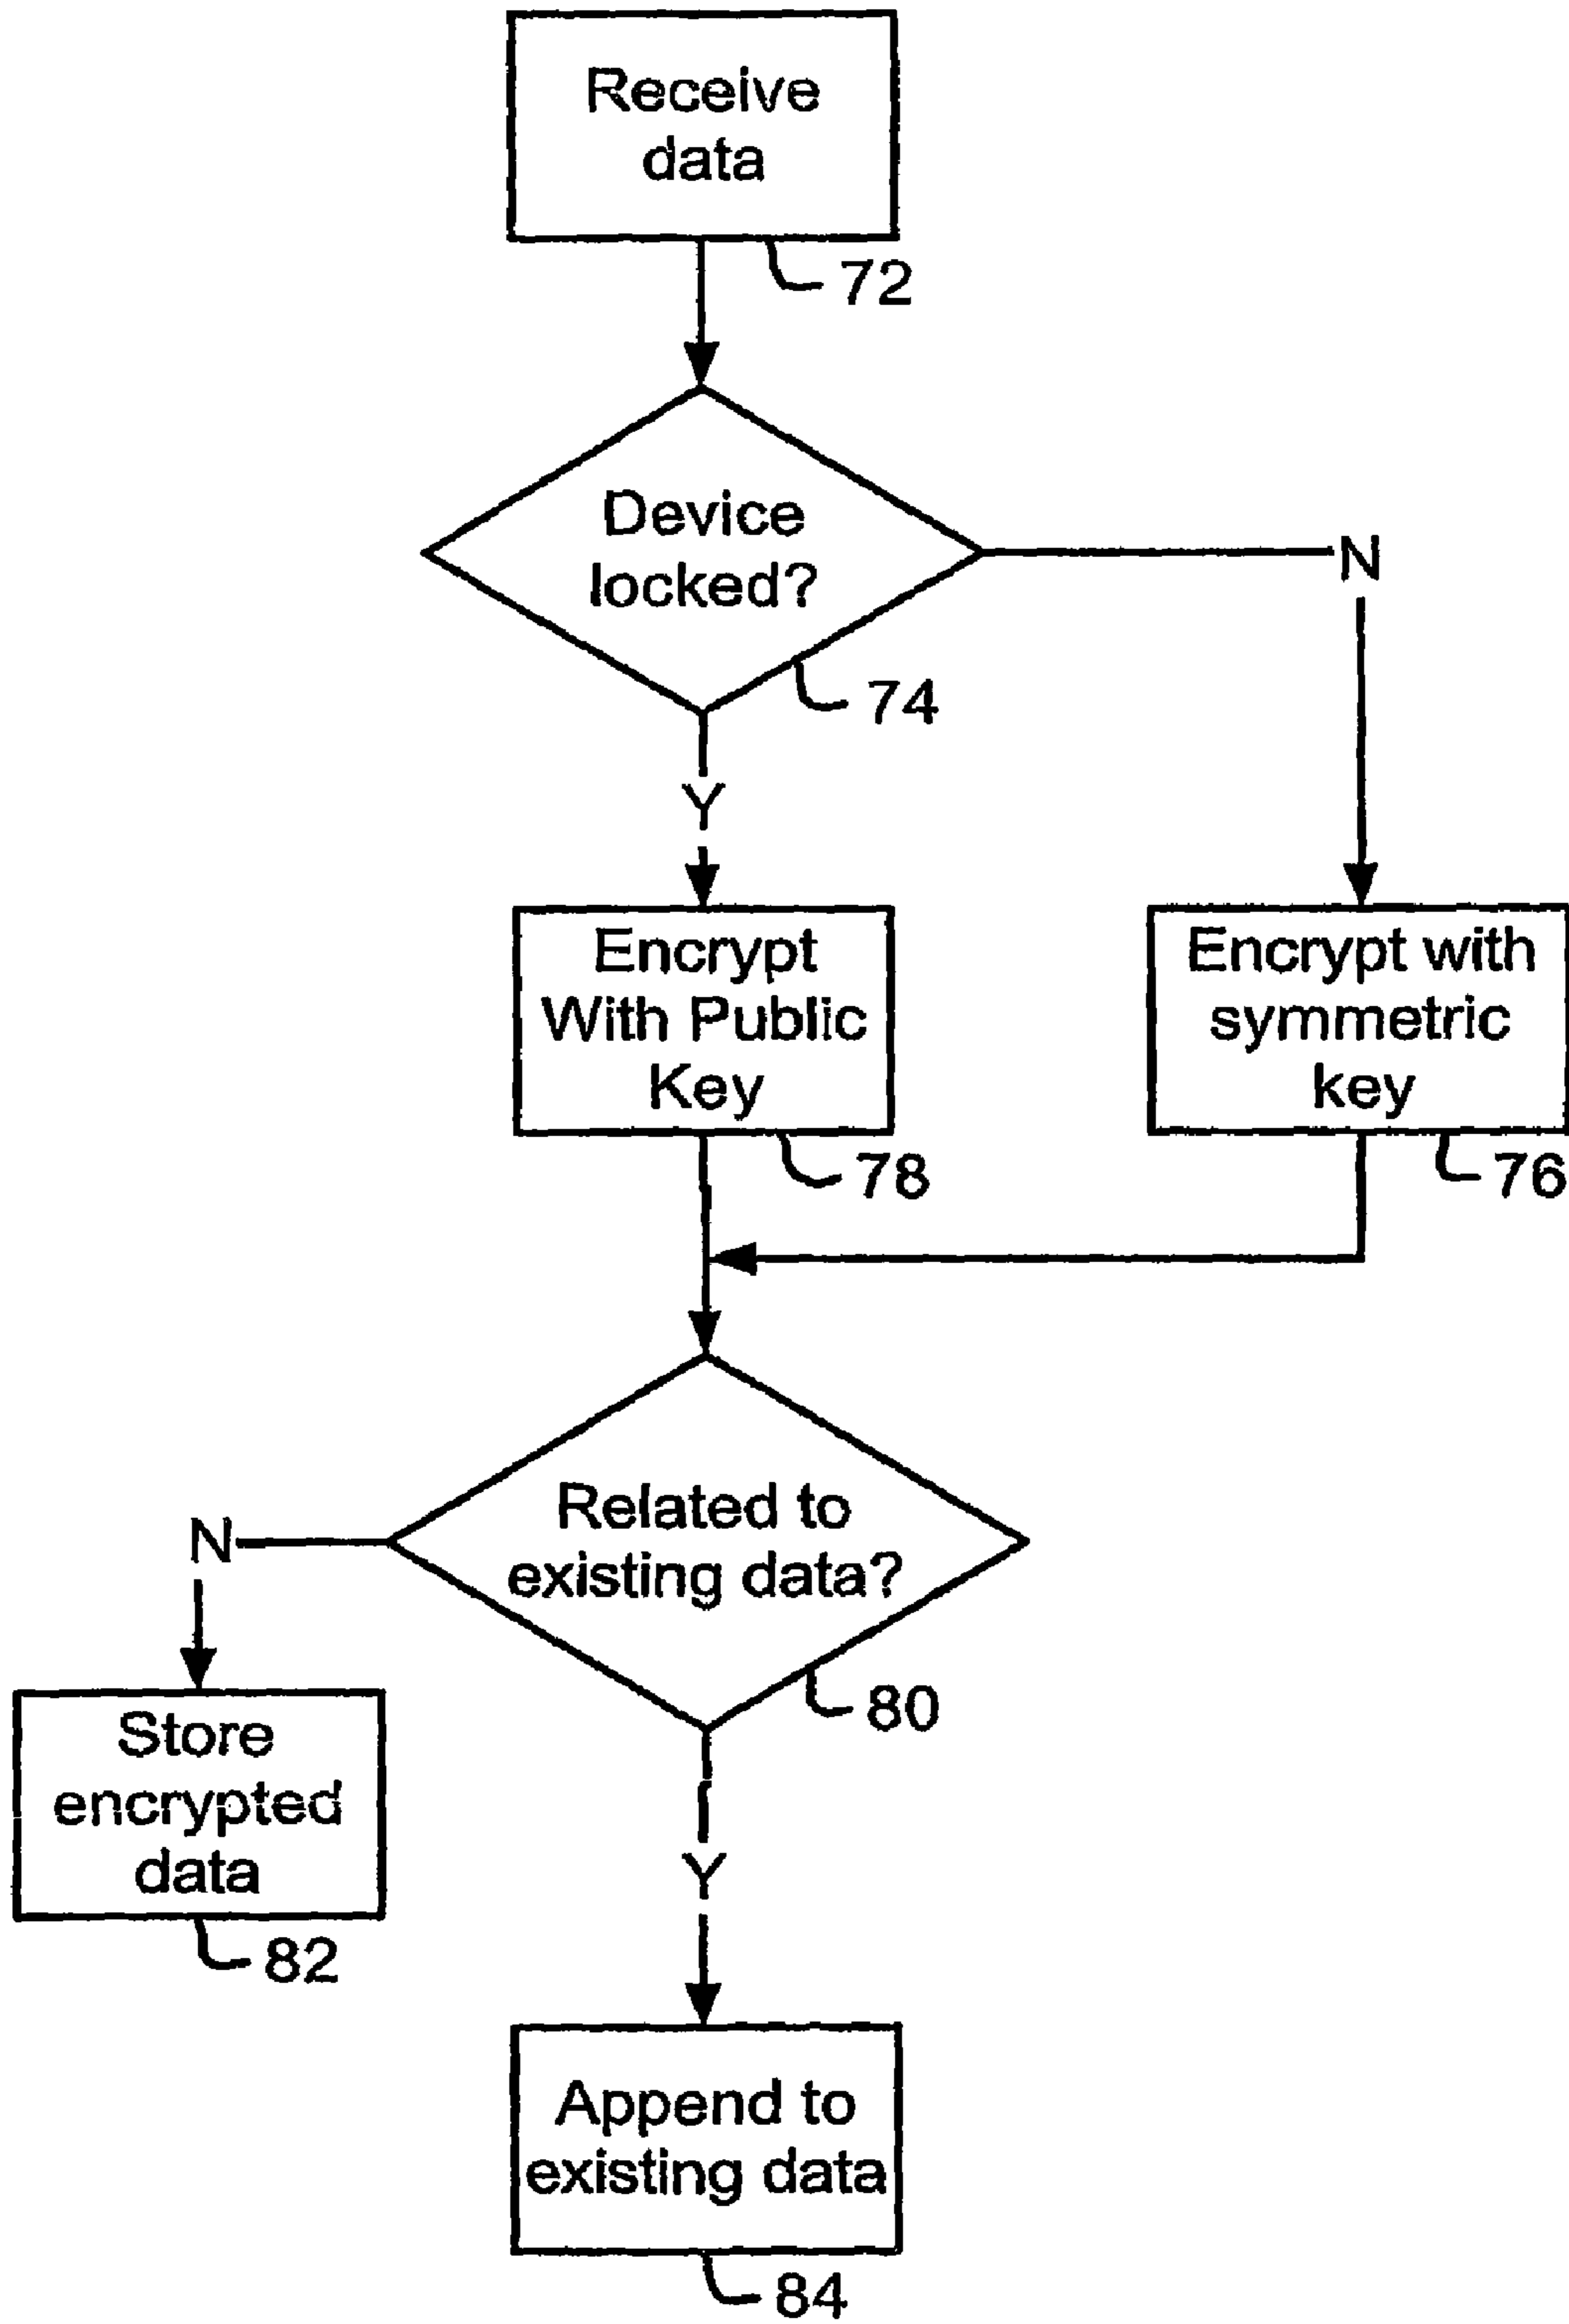 Receive
data
72
Device
locked?
N
74
Y
Encrypt
With Public
Key
Encrypt with
symmetric
key
78
76
Related to
existing data?
N
80
Store
encrypted
data
Y
82
Append to
existing data
84